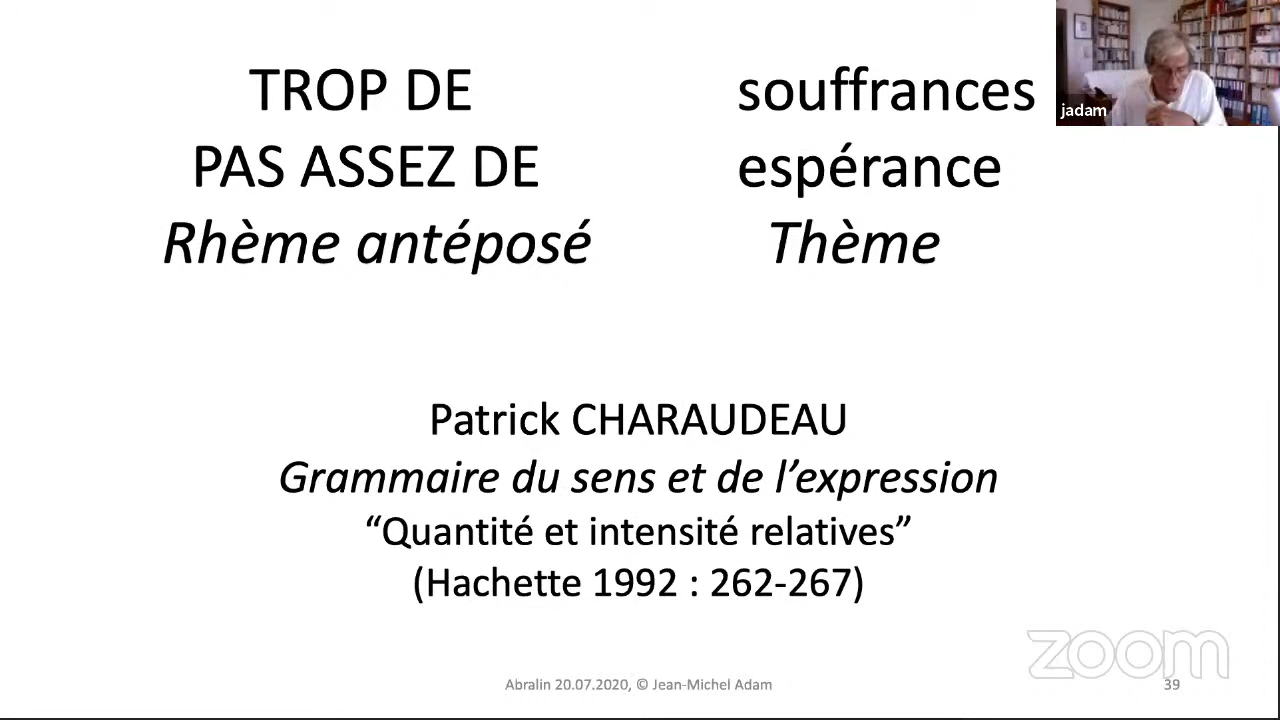 TROP DE souffrances
PAS ASSEZ DE espérance
Rhème antéposé Thème
jadam
Patrick CHARAUDEAU
Grammaire du sens et de l’expression
“Quantité et intensité relatives”
(Hachette 1992 : 262-267)
zoom
Abralin 20.07.2020, © Jean-Michel Adam
39